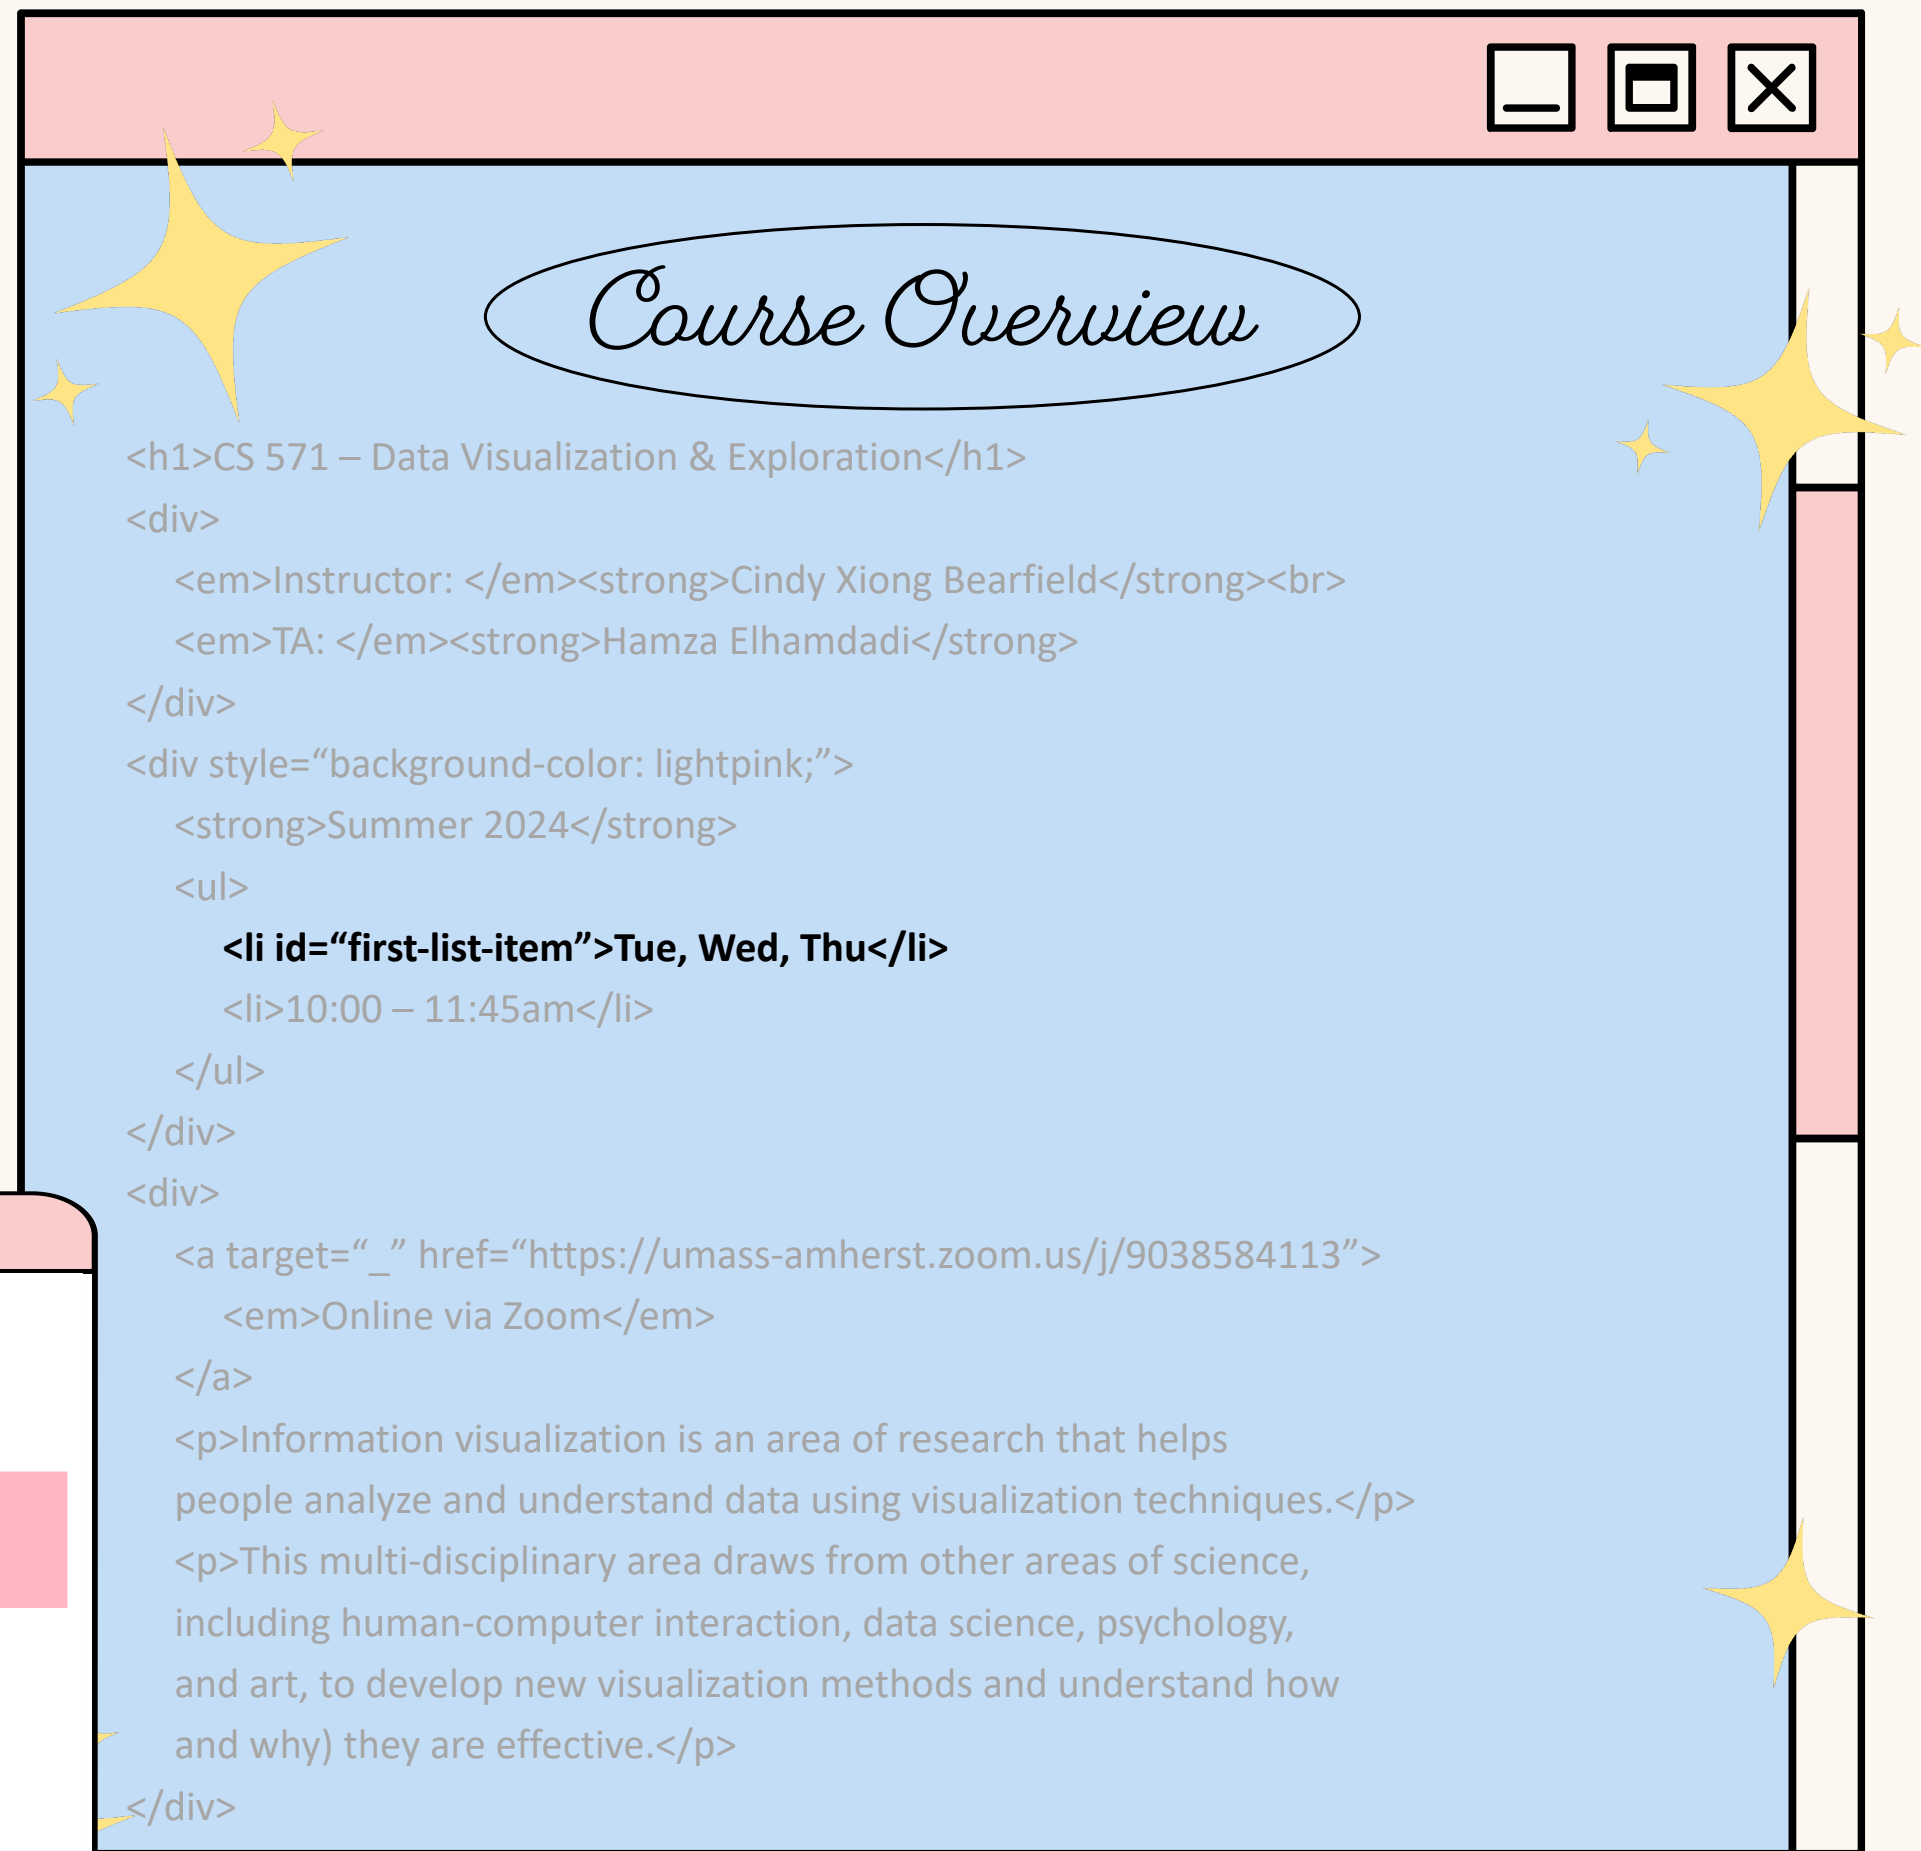 Course Overview
<h1>CS 571 – Data Visualization & Exploration</h1>
<div>
<em>Instructor: </em><strong>Cindy Xiong Bearfield</strong><br>
<em>TA: </em><strong>Hamza Elhamdadi</strong>
</div>
<div style=“background-color: lightpink;”>
<strong>Summer 2024</strong>
<ul>
<li id=“first-list-item”>Tue, Wed, Thu</li>
<li>10:00 – 11:45am</li>
</ul>
</div>
<div>
<a target=“_” href=“https://umass-amherst.zoom.us/j/9038584113”>
<em>Online via Zoom</em>
</a>
<p>Information visualization is an area of research that helps
people analyze and understand data using visualization techniques.</p>
<p>This multi-disciplinary area draws from other areas of science,
including human-computer interaction, data science, psychology,
and art, to develop new visualization methods and understand how
and why) they are effective.</p>
</div>